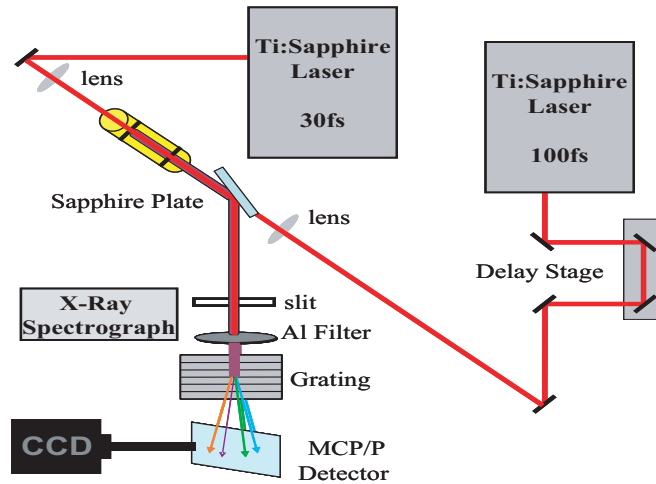 Ti:Sapphire
Laser
30fs
Ti:Sapphire
Laser
100fs
lens
Sapphire Plate
lens
Delay Stage
X-Ray
Spectrograph
slit
Al Filter
Grating
CCD
MCP/P
Detector